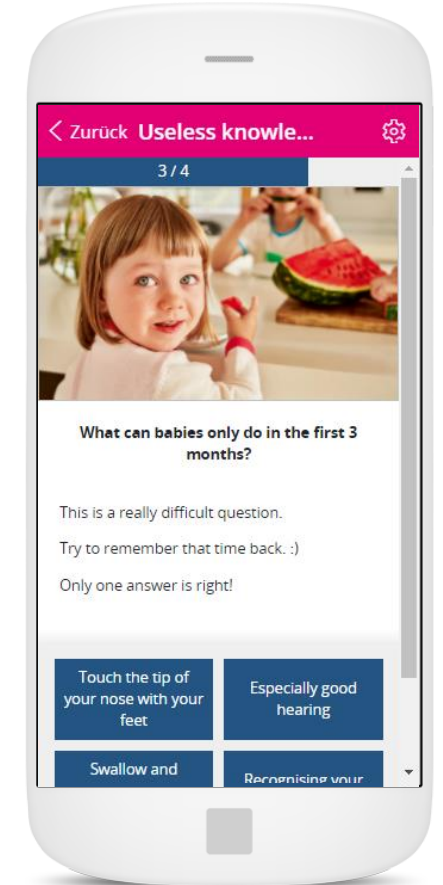 Zurück Useless knowle...
3 / 4
What can babies only do in the first 3
months?
This is a really difficult question.
Try to remember that time back. :)
Only one answer is right!
Touch the tip of
your nose with your
feet
Especially good
hearing
Swallow and
Recognising your